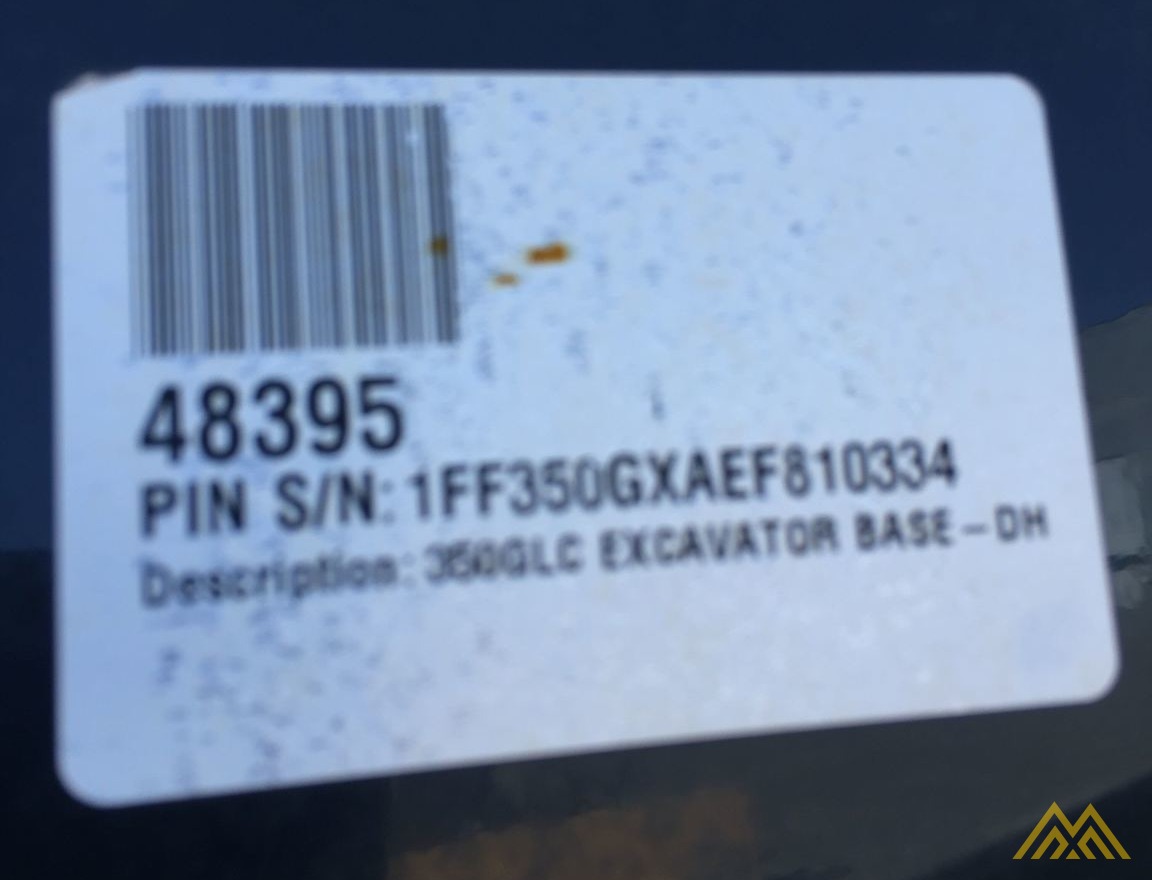 48395
PIN S/N: 1FF350GXAEF810334
Description: 350GLC EXCAVATOR BASE-DH